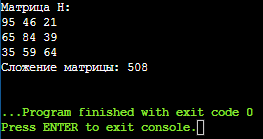 Матрица H:
95 46 21
65 84 39
35 59 64
Сложение матрицы: 508
...Program finished with exit code 0
Press ENTER to exit console.